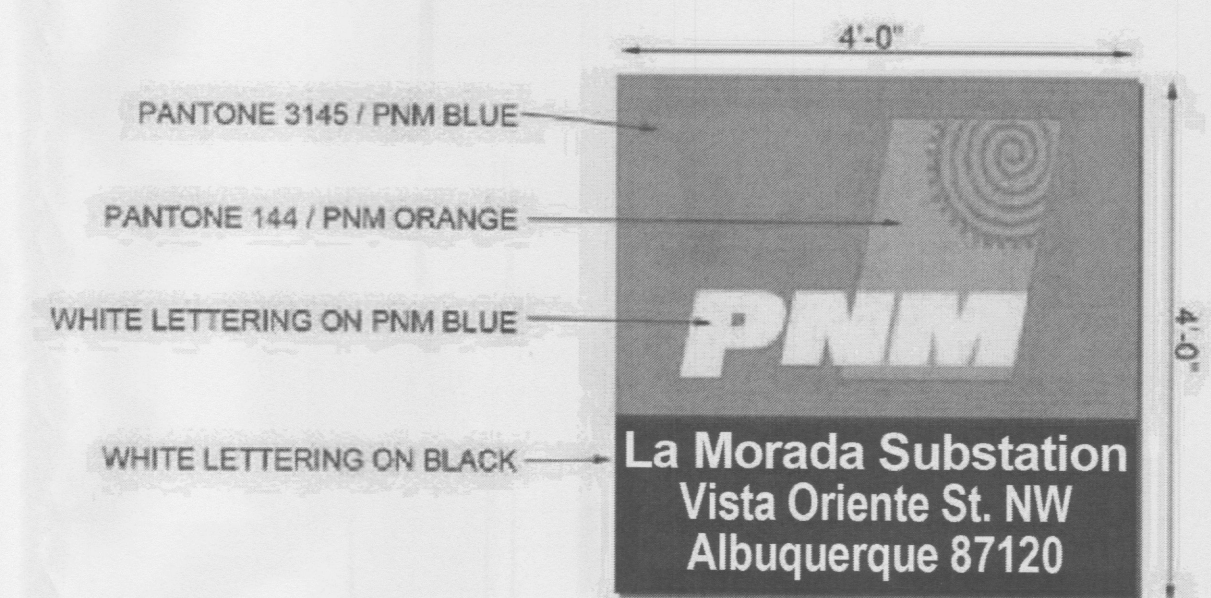 4'-0"
PANTONE 3145 / PNM BLUE
PANTONE 144 / PNM ORANGE
WHITE LETTERING ON PNM BLUE
PNM
4'-0"
WHITE LETTERING ON BLACK
La Morada Substation
Vista Oriente St. NW
Albuquerque 87120